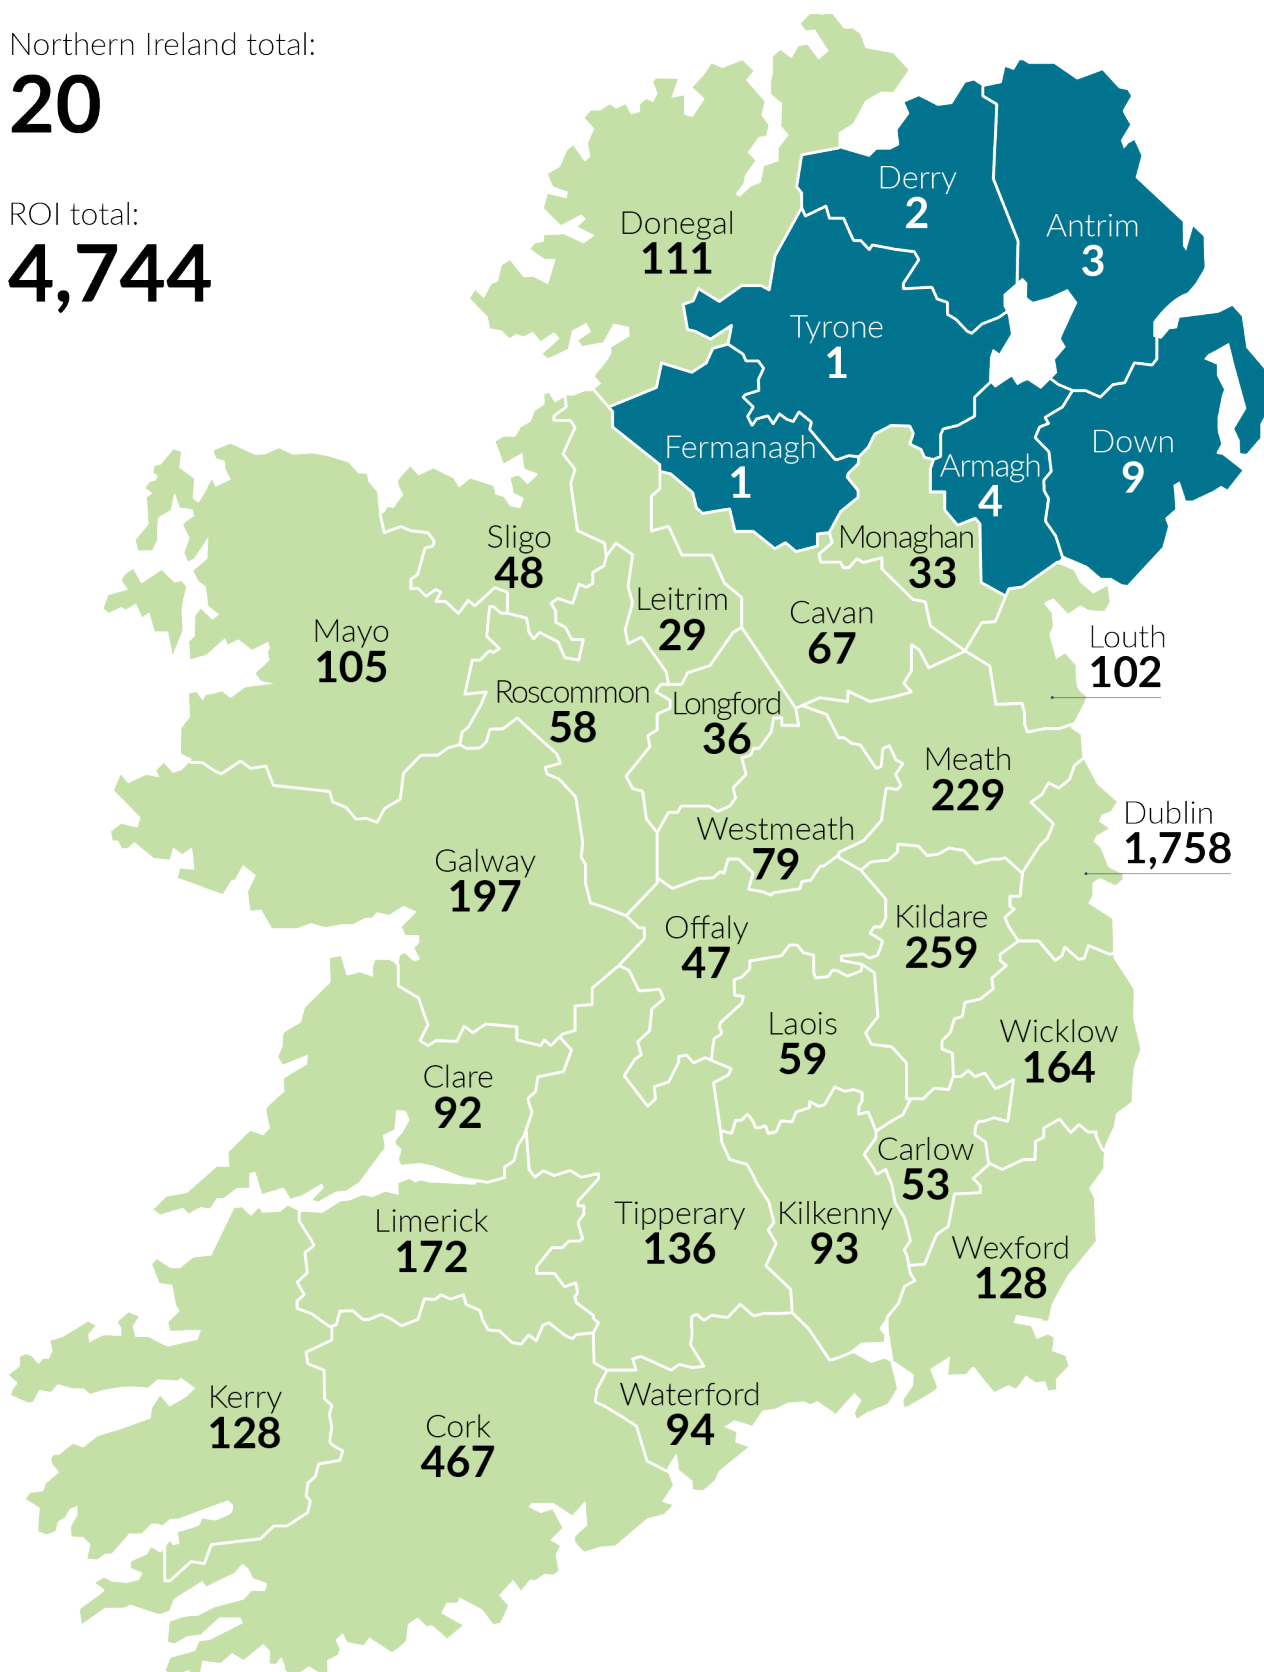 Northern Ireland total:
20
ROI total:
4,744
Derry
2
Antrim
3
Donegal
111
Tyrone
1
Fermanagh
1
Armagh
4
Down
9
Monaghan
33
Sligo
48
Leitrim
29
Cavan
67
Louth
102
Mayo
105
Roscommon
58
Longford
36
Meath
229
Dublin
1,758
Westmeath
79
Galway
197
Offaly
47
Kildare
259
Laois
59
Wicklow
164
Clare
92
Carlow
53
Limerick
172
Tipperary
136
Kilkenny
93
Wexford
128
Kerry
128
Cork
467
Waterford
94